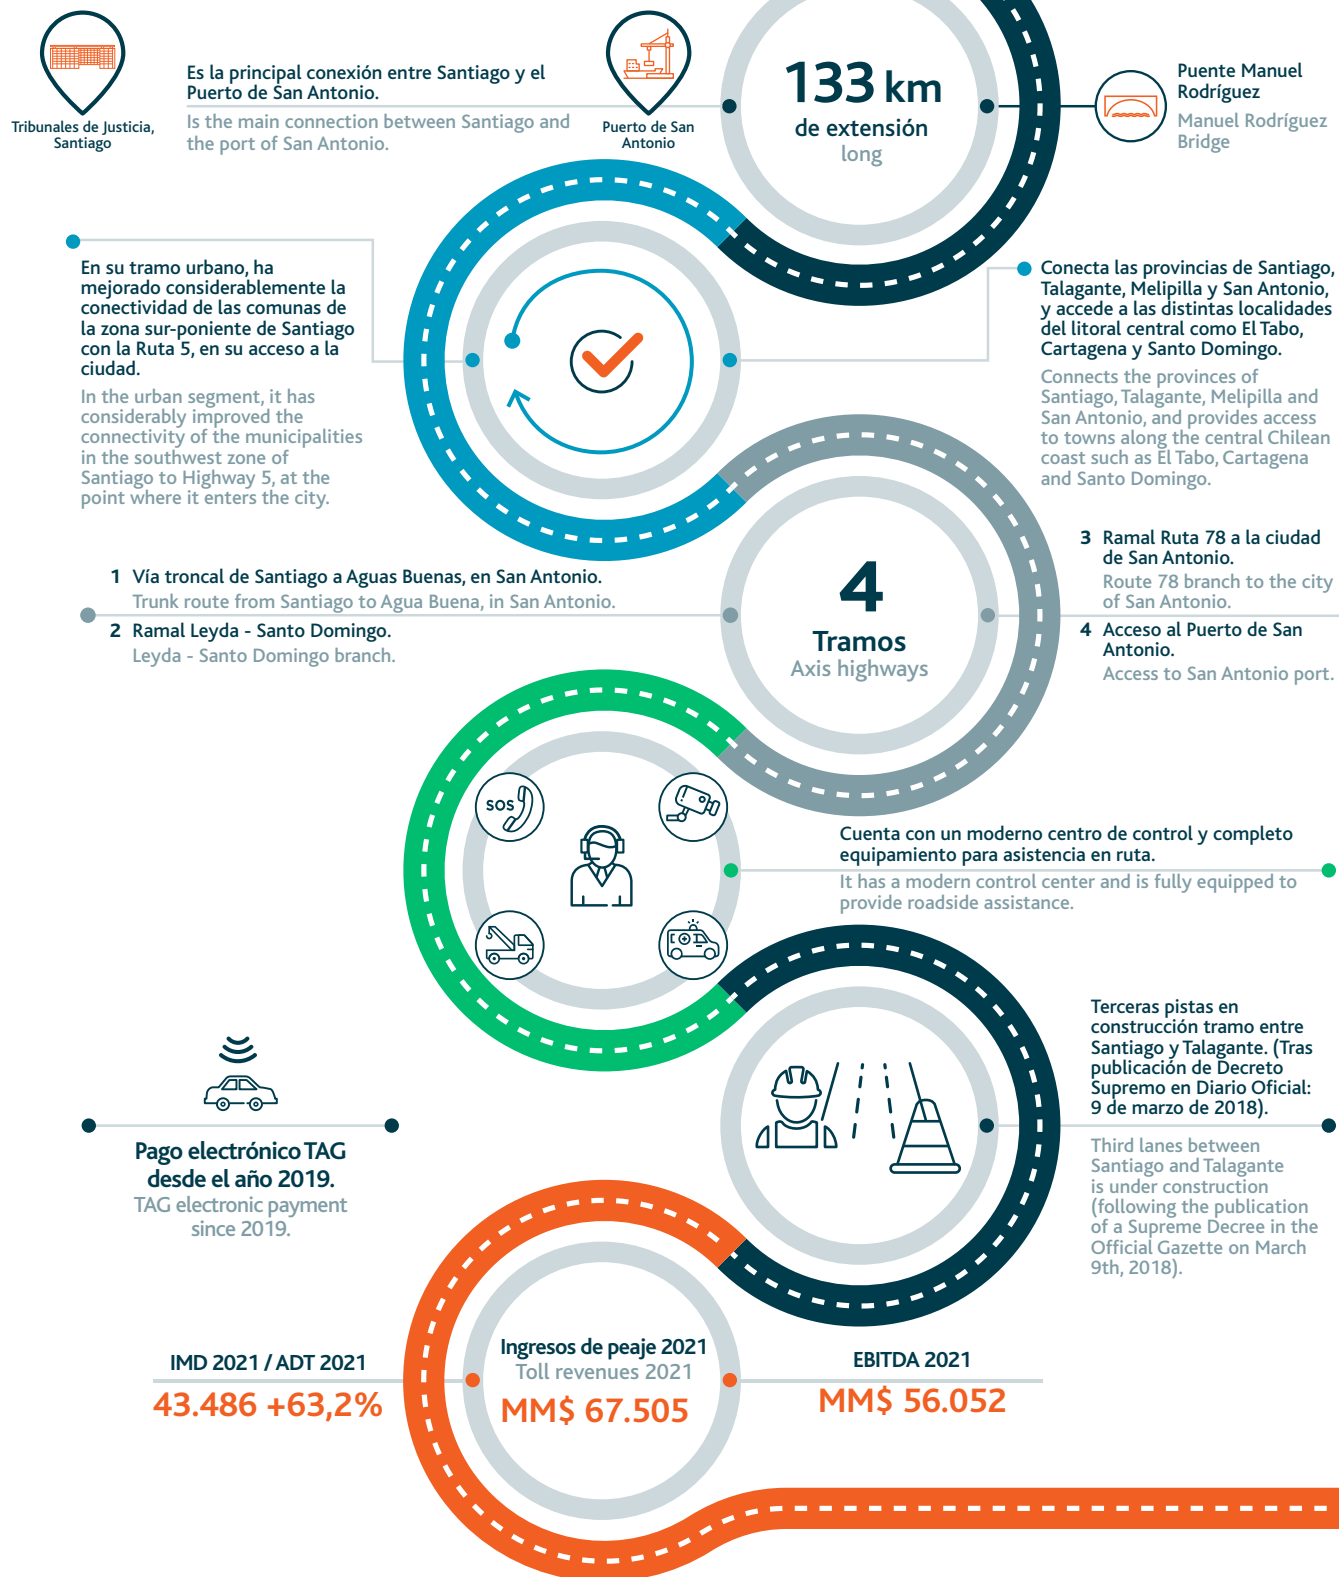 Tribunales de Justicia,
Santiago
Es la principal conexión entre Santiago y el
Puerto de San Antonio.
Is the main connection between Santiago and
the port of San Antonio.
Puerto de San
Antonio
133 km
de extensión
long
Puente Manuel
Rodríguez
Manuel Rodríguez
Bridge
En su tramo urbano, ha
mejorado considerablemente la
conectividad de las comunas de
la zona sur-poniente de Santiago
con la Ruta 5, en su acceso a la
ciudad.
In the urban segment, it has
considerably improved the
connectivity of the municipalities
in the southwest zone of
Santiago to Highway 5, at the
point where it enters the city.
Conecta las provincias de Santiago,
Talagante, Melipilla y San Antonio,
y accede a las distintas localidades
del litoral central como El Tabo,
Cartagena y Santo Domingo.
Connects the provinces of
Santiago, Talagante, Melipilla and
San Antonio, and provides access
to towns along the central Chilean
coast such as El Tabo, Cartagena
and Santo Domingo.
1 Vía troncal de Santiago a Aguas Buenas, en San Antonio.
Trunk route from Santiago to Agua Buena, in San Antonio.
2 Ramal Leyda - Santo Domingo.
Leyda - Santo Domingo branch.
4
Tramos
Axis highways
3 Ramal Ruta 78 a la ciudad
de San Antonio.
Route 78 branch to the city
of San Antonio.
4 Acceso al Puerto de San
Antonio.
Access to San Antonio port.
SOS
Cuenta con un moderno centro de control y completo
equipamiento para asistencia en ruta.
It has a modern control center and is fully equipped to
provide roadside assistance.
Pago electrónico TAG
desde el año 2019.
TAG electronic payment
since 2019.
Terceras pistas en
construcción tramo entre
Santiago y Talagante. (Tras
publicación de Decreto
Supremo en Diario Oficial:
9 de marzo de 2018).
Third lanes between
Santiago and Talagante
is under construction
(following the publication
of a Supreme Decree in the
Official Gazette on March
9th, 2018).
IMD 2021 / ADT 2021
43.486 +63,2%
Ingresos de peaje 2021
Toll revenues 2021
MM$ 67.505
EBITDA 2021
MM$ 56.052